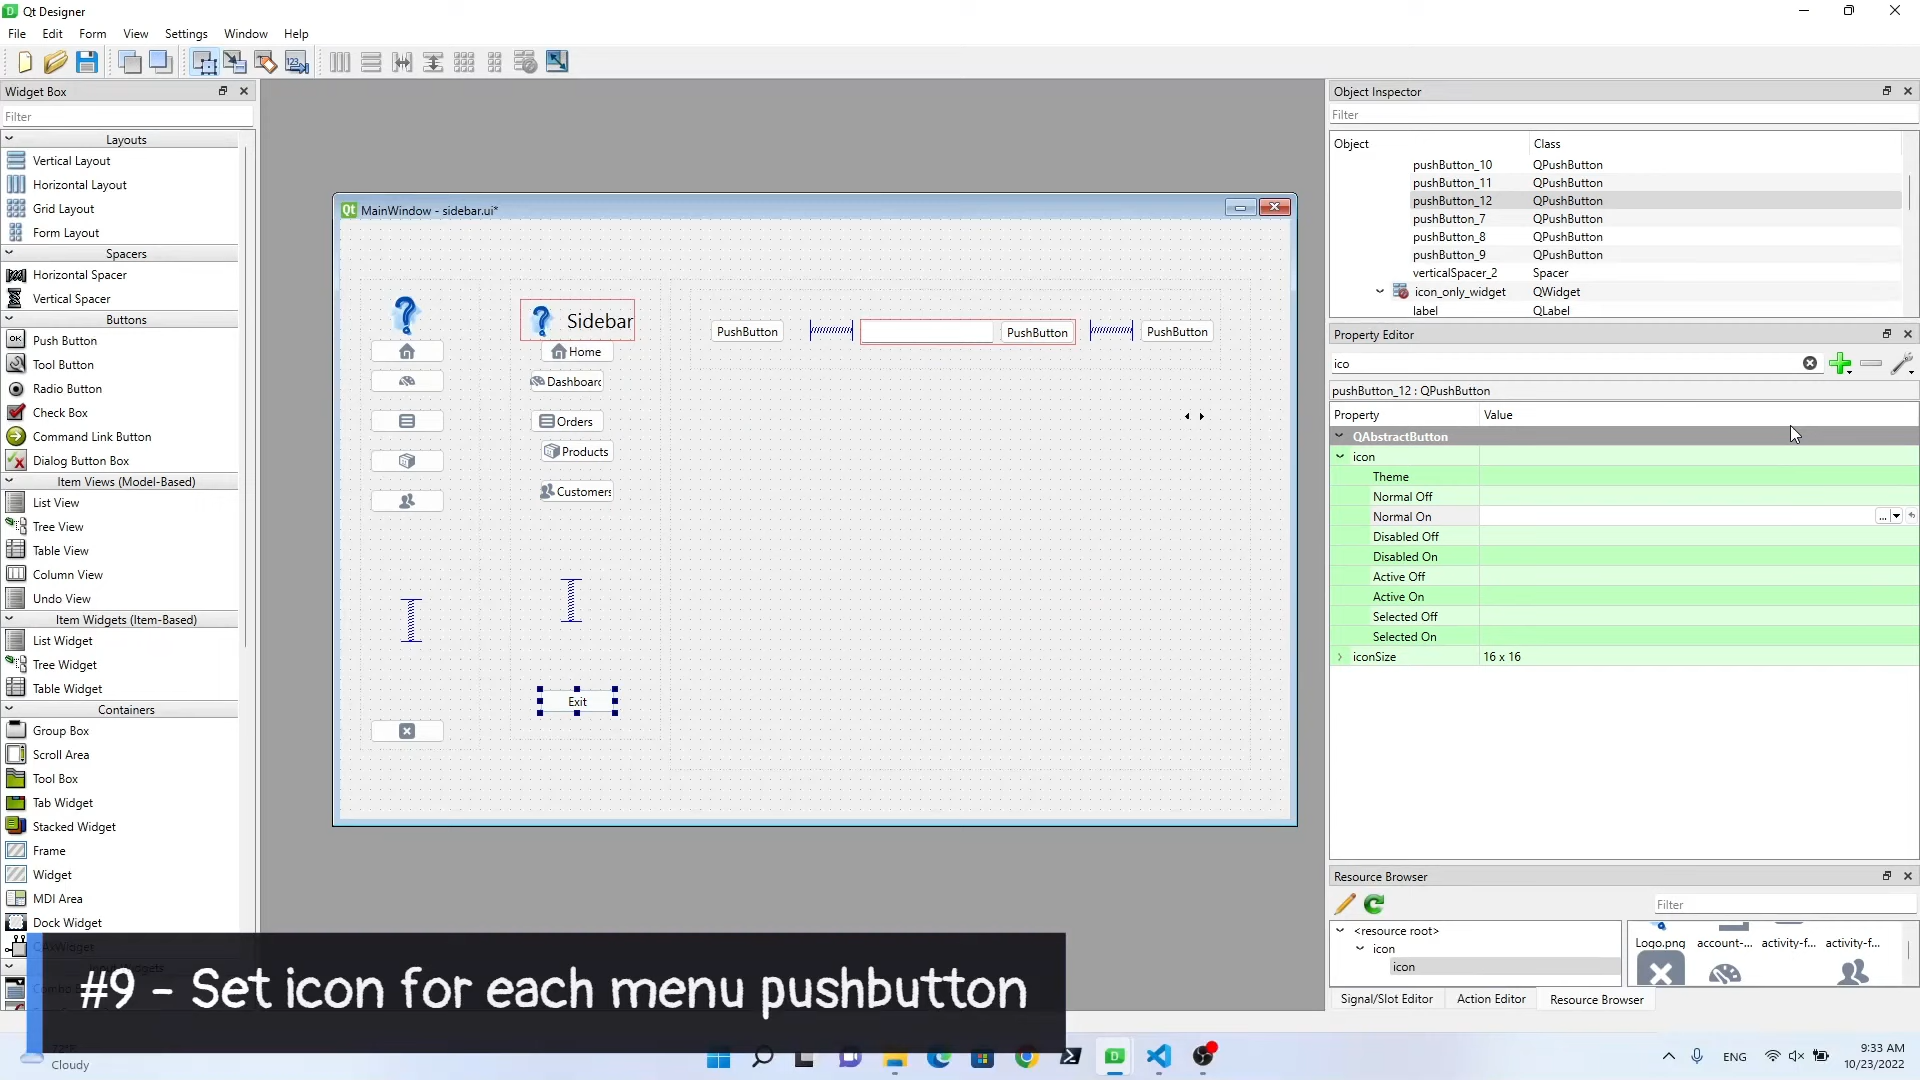 Qt Designer
File Edit Form View Settings Window Help
Widget Box
Filter
Layouts
Vertical Layout
Horizontal Layout
Grid Layout
Form Layout
Spacers
Horizontal Spacer
Vertical Spacer
Buttons
Push Button
Tool Button
Radio Button
Check Box
Command Link Button
Dialog Button Box
Item Views (Model-Based)
List View
Tree View
Table View
Column View
Undo View
Item Widgets (Item-Based)
List Widget
Tree Widget
Table Widget
Containers
Group Box
Scroll Area
Tool Box
Tab Widget
Stacked Widget
Frame
Widget
MDI Area
Dock Widget
MainWindow - sidebar.ui*
Sidebar
Home
Dashboard
Orders
Products
Customers
Exit
PushButton
PushButton
PushButton
Object Inspector
Filter
Object Class
pushButton_10 QPushButton
pushButton_11 QPushButton
pushButton_12 QPushButton
pushButton_7 QPushButton
pushButton_8 QPushButton
pushButton_9 QPushButton
verticalSpacer_2 Spacer
icon_only_widget QWidget
label QLabel
Property Editor
ico
pushButton_12 : QPushButton
Property Value
QAbstractButton
icon
Theme
Normal Off
Normal On ...
Disabled Off
Disabled On
Active Off
Active On
Selected Off
Selected On
iconSize 16 x 16
Resource Browser
Filter
<resource root>
icon
icon
Logo.png account-... activity-f... activity-f...
Signal/Slot Editor Action Editor Resource Browser
#9 - Set icon for each menu pushbutton
Cloudy
ENG
9:33 AM
10/23/2022